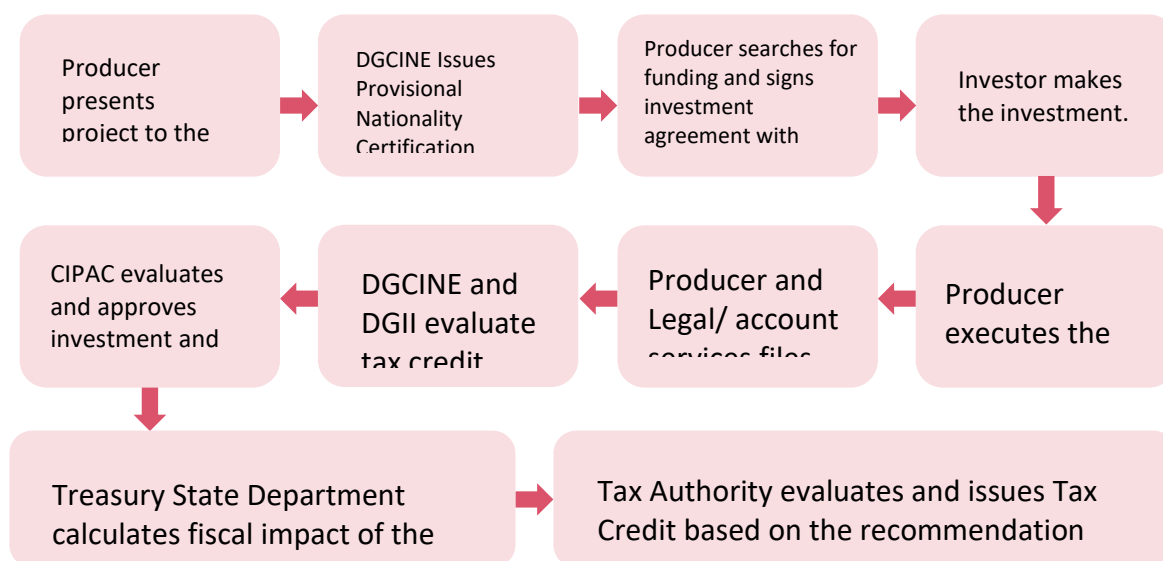 Producer
presents
project to the
DGCINE Issues
Provisional
Nationality
Certification
Producer searches for
funding and signs
investment
agreement with
Investor makes
the investment.
Producer
executes the
Producer and
Legal/ account
services files
DGCINE and
DGII evaluate
tax credit
CIPAC evaluates
and approves
investment and
Treasury State Department
calculates fiscal impact of the
Tax Authority evaluates and issues Tax
Credit based on the recommendation